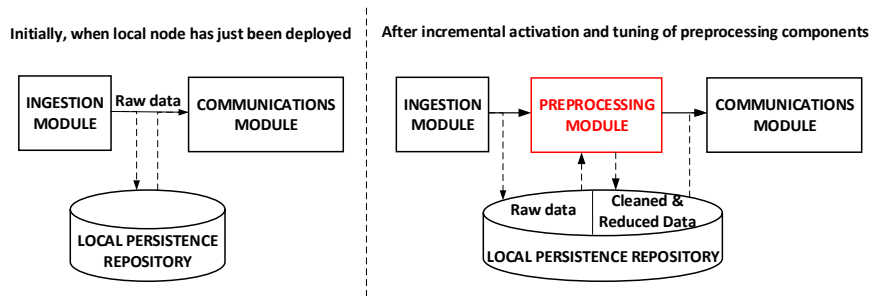 Initially, when local node has just been deployed
INGESTION
MODULE
Raw data
COMMUNICATIONS
MODULE
LOCAL PERSISTENCE
REPOSITORY
After incremental activation and tuning of preprocessing components
INGESTION
MODULE
PREPROCESSING
MODULE
COMMUNICATIONS
MODULE
Raw data
Cleaned &
Reduced Data
LOCAL PERSISTENCE REPOSITORY